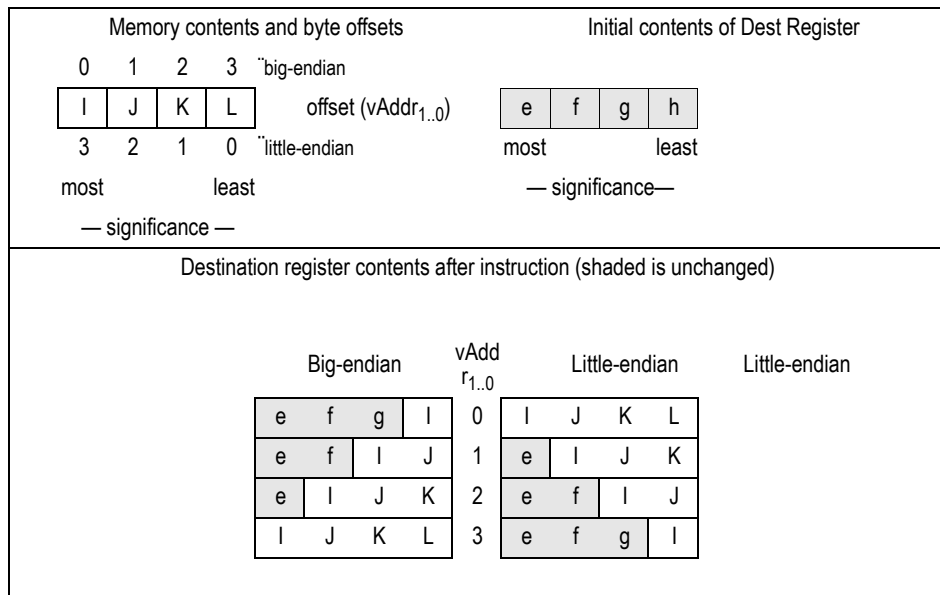 Memory contents and byte offsets
Initial contents of Dest Register
0 1 2 3 ¨big-endian
I J K L offset (vAddr1..0)
e f g h
3 2 1 0 ¨little-endian
most least
most least
— significance —
— significance—
Destination register contents after instruction (shaded is unchanged)
Big-endian vAddr1..0 Little-endian Little-endian
e f g I 0 I J K L
e f I J 1 e I J K
e I J K 2 e f I J
I J K L 3 e f g I